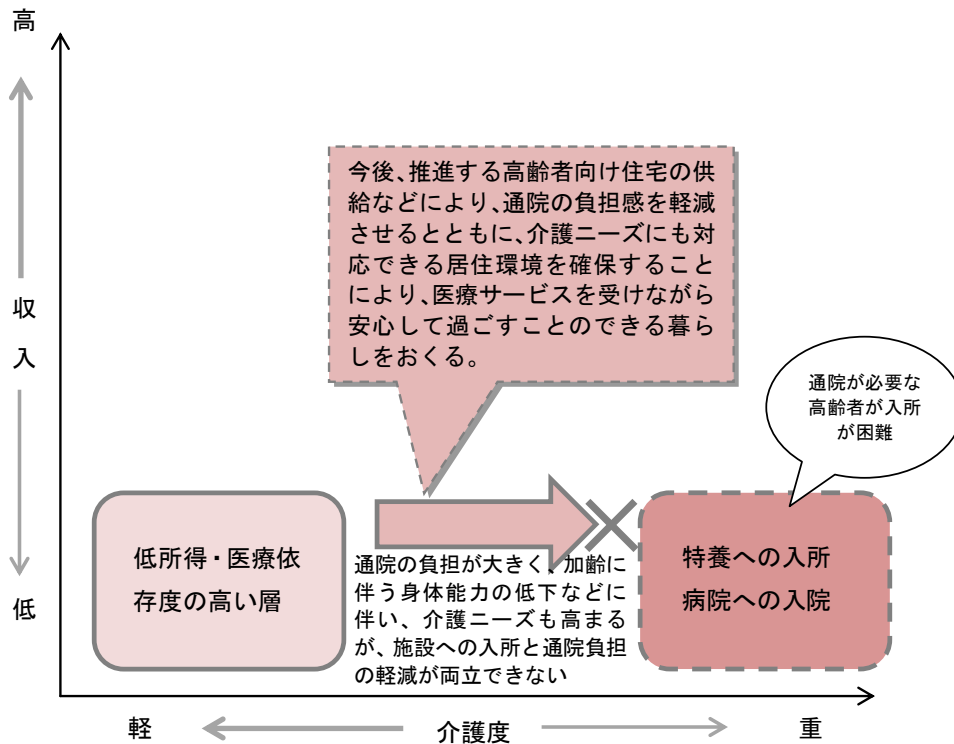 高
収
入
低
今後、推進する高齢者向け住宅の供
給などにより、通院の負担感を軽減
させるとともに、介護ニーズにも対
応できる居住環境を確保すること
により、医療サービスを受けながら
安心して過ごすことのできる暮ら
しをおくる。
通院が必要な
高齢者が入所
が困難
低所得・医療依
存度の高い層
通院の負担が大きく、加齢に
伴う身体能力の低下などに
伴い、介護ニーズも高まる
が、施設への入所と通院負担
の軽減が両立できない
特養への入所
病院への入院
軽
介護度
重